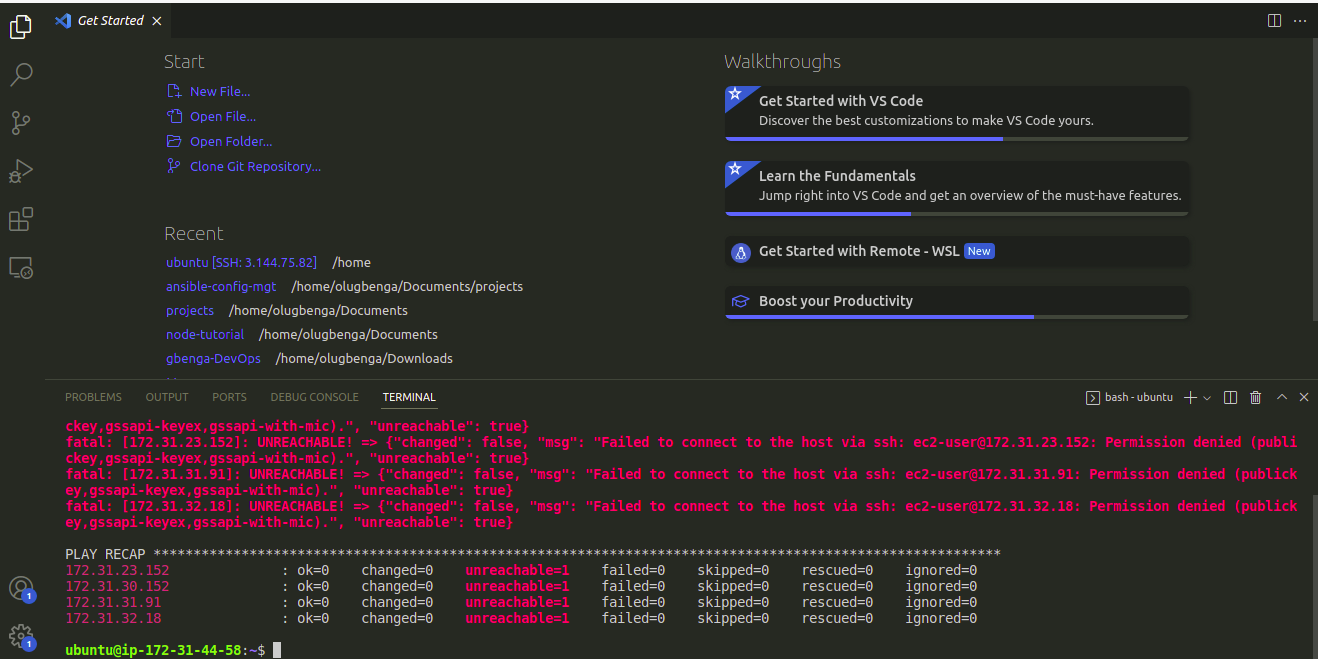 Get Started
Start
New File...
Open File...
Open Folder...
Clone Git Repository...
Recent
ubuntu [SSH: 3.144.75.82] /home
ansible-config-mgt /home/olugbenga/Documents/projects
projects /home/olugbenga/Documents
node-tutorial /home/olugbenga/Documents
gbenga-DevOps /home/olugbenga/Downloads
Walkthroughs
Get Started with VS Code
Discover the best customizations to make VS Code yours.
Learn the Fundamentals
Jump right into VS Code and get an overview of the must-have features.
Get Started with Remote - WSL New
Boost your Productivity
PROBLEMS OUTPUT PORTS DEBUG CONSOLE TERMINAL bash - ubuntu
ckey,gssapi-keyex,gssapi-with-mic).", "unreachable": true}
fatal: [172.31.23.152]: UNREACHABLE! => {"changed": false, "msg": "Failed to connect to the host via ssh: ec2-user@172.31.23.152: Permission denied (publi
ckey,gssapi-keyex,gssapi-with-mic).", "unreachable": true}
fatal: [172.31.31.91]: UNREACHABLE! => {"changed": false, "msg": "Failed to connect to the host via ssh: ec2-user@172.31.31.91: Permission denied (publick
ey,gssapi-keyex,gssapi-with-mic).", "unreachable": true}
fatal: [172.31.32.18]: UNREACHABLE! => {"changed": false, "msg": "Failed to connect to the host via ssh: ec2-user@172.31.32.18: Permission denied (publick
ey,gssapi-keyex,gssapi-with-mic).", "unreachable": true}
PLAY RECAP **********************************************************************************************************
172.31.23.152 : ok=0 changed=0 unreachable=1 failed=0 skipped=0 rescued=0 ignored=0
172.31.30.152 : ok=0 changed=0 unreachable=1 failed=0 skipped=0 rescued=0 ignored=0
172.31.31.91 : ok=0 changed=0 unreachable=1 failed=0 skipped=0 rescued=0 ignored=0
172.31.32.18 : ok=0 changed=0 unreachable=1 failed=0 skipped=0 rescued=0 ignored=0
1
1
ubuntu@ip-172-31-44-58:~$